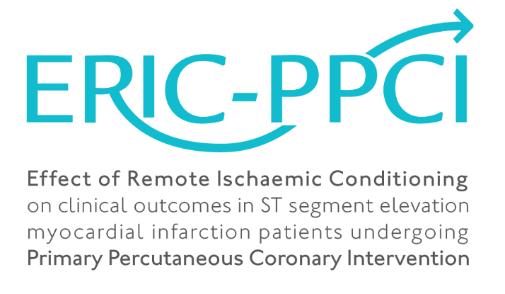 ERIC-PPCI
Effect of Remote Ischaemic Conditioning
on clinical outcomes in ST segment elevation
myocardial infarction patients undergoing
Primary Percutaneous Coronary Intervention